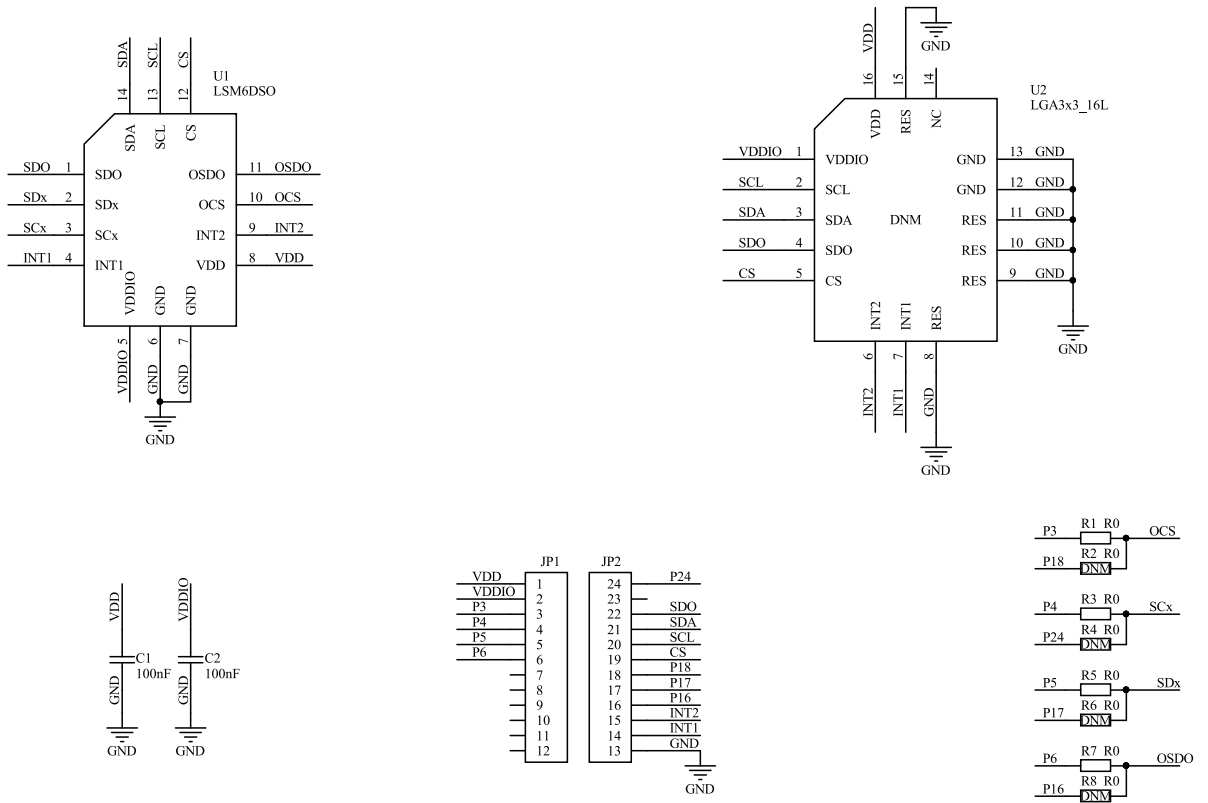 U1
LSM6DSO
SDA
SCL
CS
14
13
12
SDA
SCL
CS
SDO 1 SDO
SDx 2 SDx
SCx 3 SCx
INT1 4 INT1
OSDO 11 OSDO
OCS 10 OCS
INT2 9 INT2
VDD 8 VDD
VDDIO
GND
GND
VDDIO 5
GND 6
GND 7
GND
U2
LGA3x3_16L
VDD
16
15
14
GND
VDD
RES
NC
VDDIO 1 VDDIO
SCL 2 SCL
SDA 3 SDA
SDO 4 SDO
CS 5 CS
DNM
GND 13 GND
GND 12 GND
RES 11 GND
RES 10 GND
RES 9 GND
GND
INT2
INT1
RES
6
7
8
INT2
INT1
GND
GND
VDD
C1
100nF
GND
GND
VDDIO
C2
100nF
GND
GND
JP1
VDD 1
VDDIO 2
P3 3
P4 4
P5 5
P6 6
7
8
9
10
11
12
JP2
24 P24
23
22 SDO
21 SDA
20 SCL
19 CS
18 P18
17 P17
16 P16
15 INT2
14 INT1
13 GND
GND
R1 R0
P3 OCS
R2 R0
P18 DNM
R3 R0
P4 SCx
R4 R0
P24 DNM
R5 R0
P5 SDx
R6 R0
P17 DNM
R7 R0
P6 OSDO
R8 R0
P16 DNM